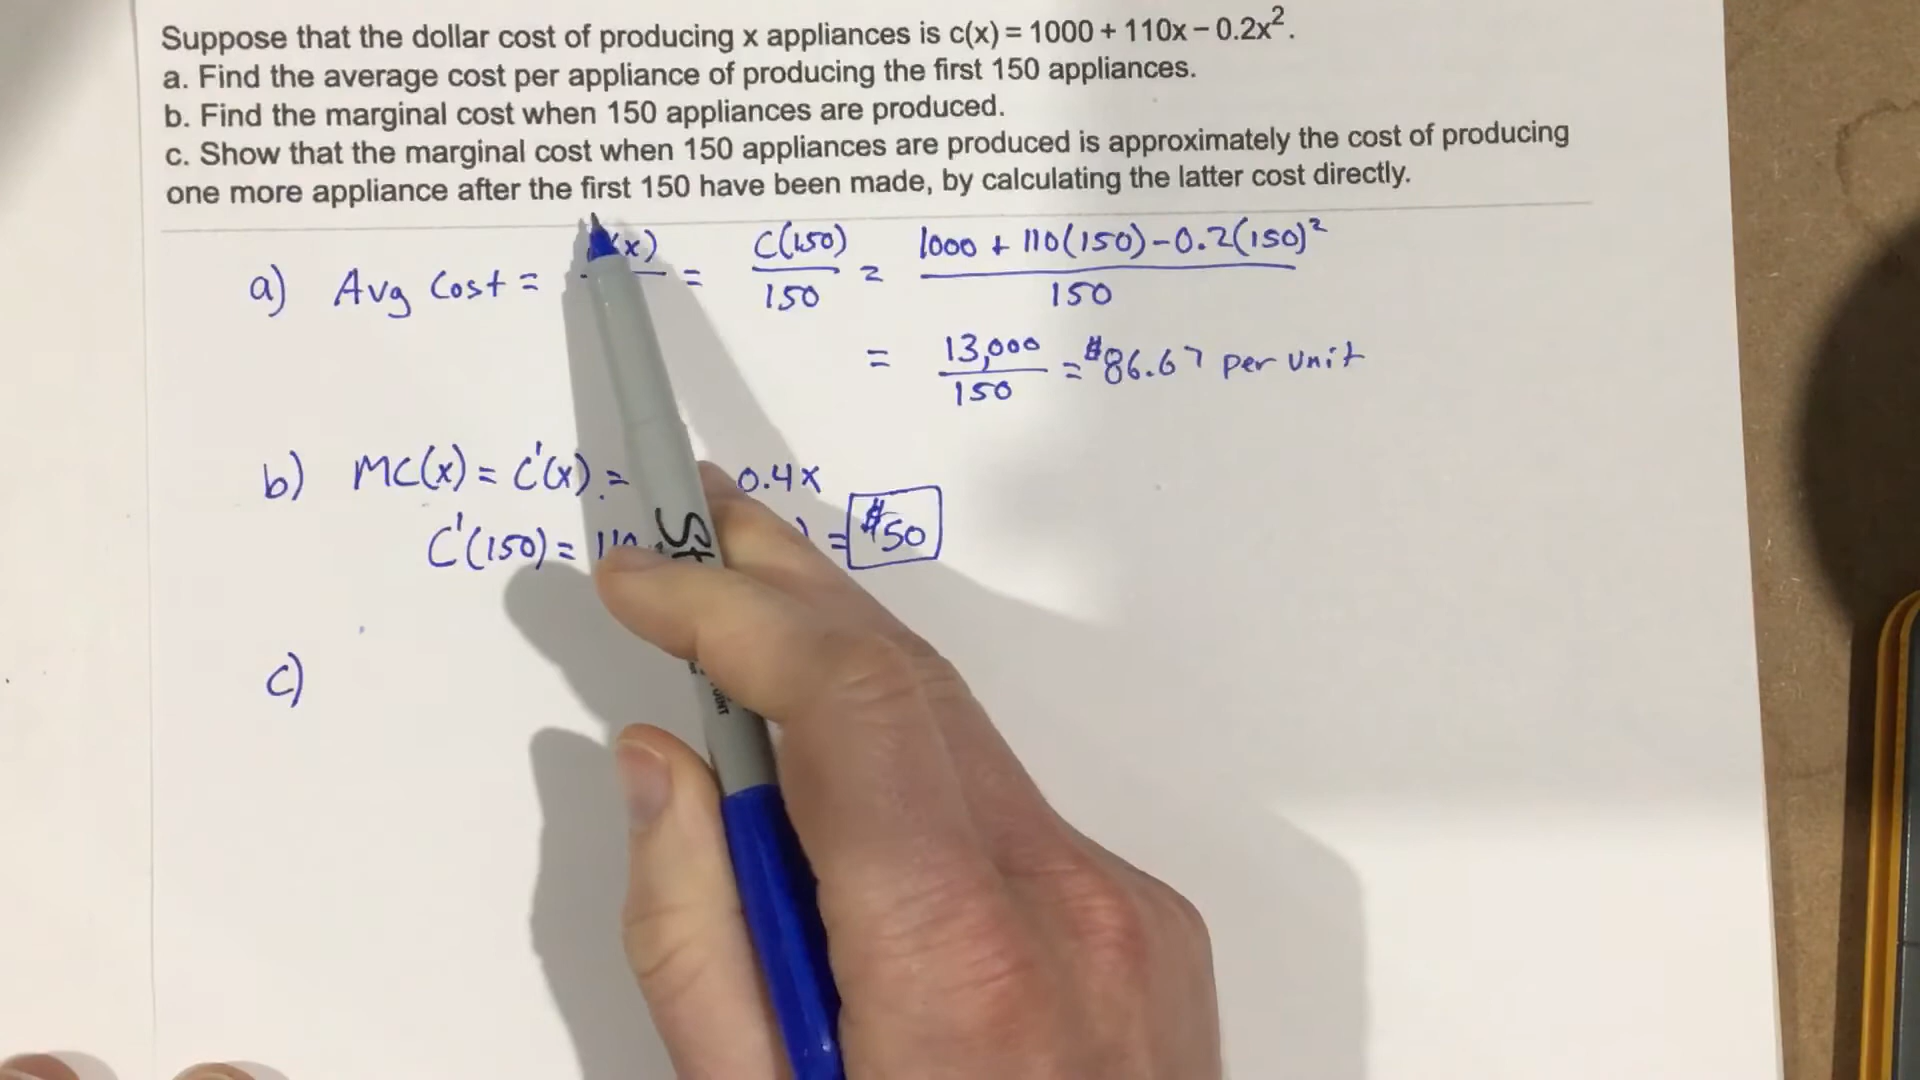 Suppose that the dollar cost of producing x appliances is c(x) = 1000 + 110x − 0.2x².
a. Find the average cost per appliance of producing the first 150 appliances.
b. Find the marginal cost when 150 appliances are produced.
c. Show that the marginal cost when 150 appliances are produced is approximately the cost of producing
one more appliance after the first 150 have been made, by calculating the latter cost directly.
a) Avg Cost = (x) = C(150)/150 = 1000 + 110(150) - 0.2(150)²/150
= 13,000/150 = $86.67 per unit
b) MC(x) = C'(x) = 0.4x
C'(150) = 110 ) = $50
c)